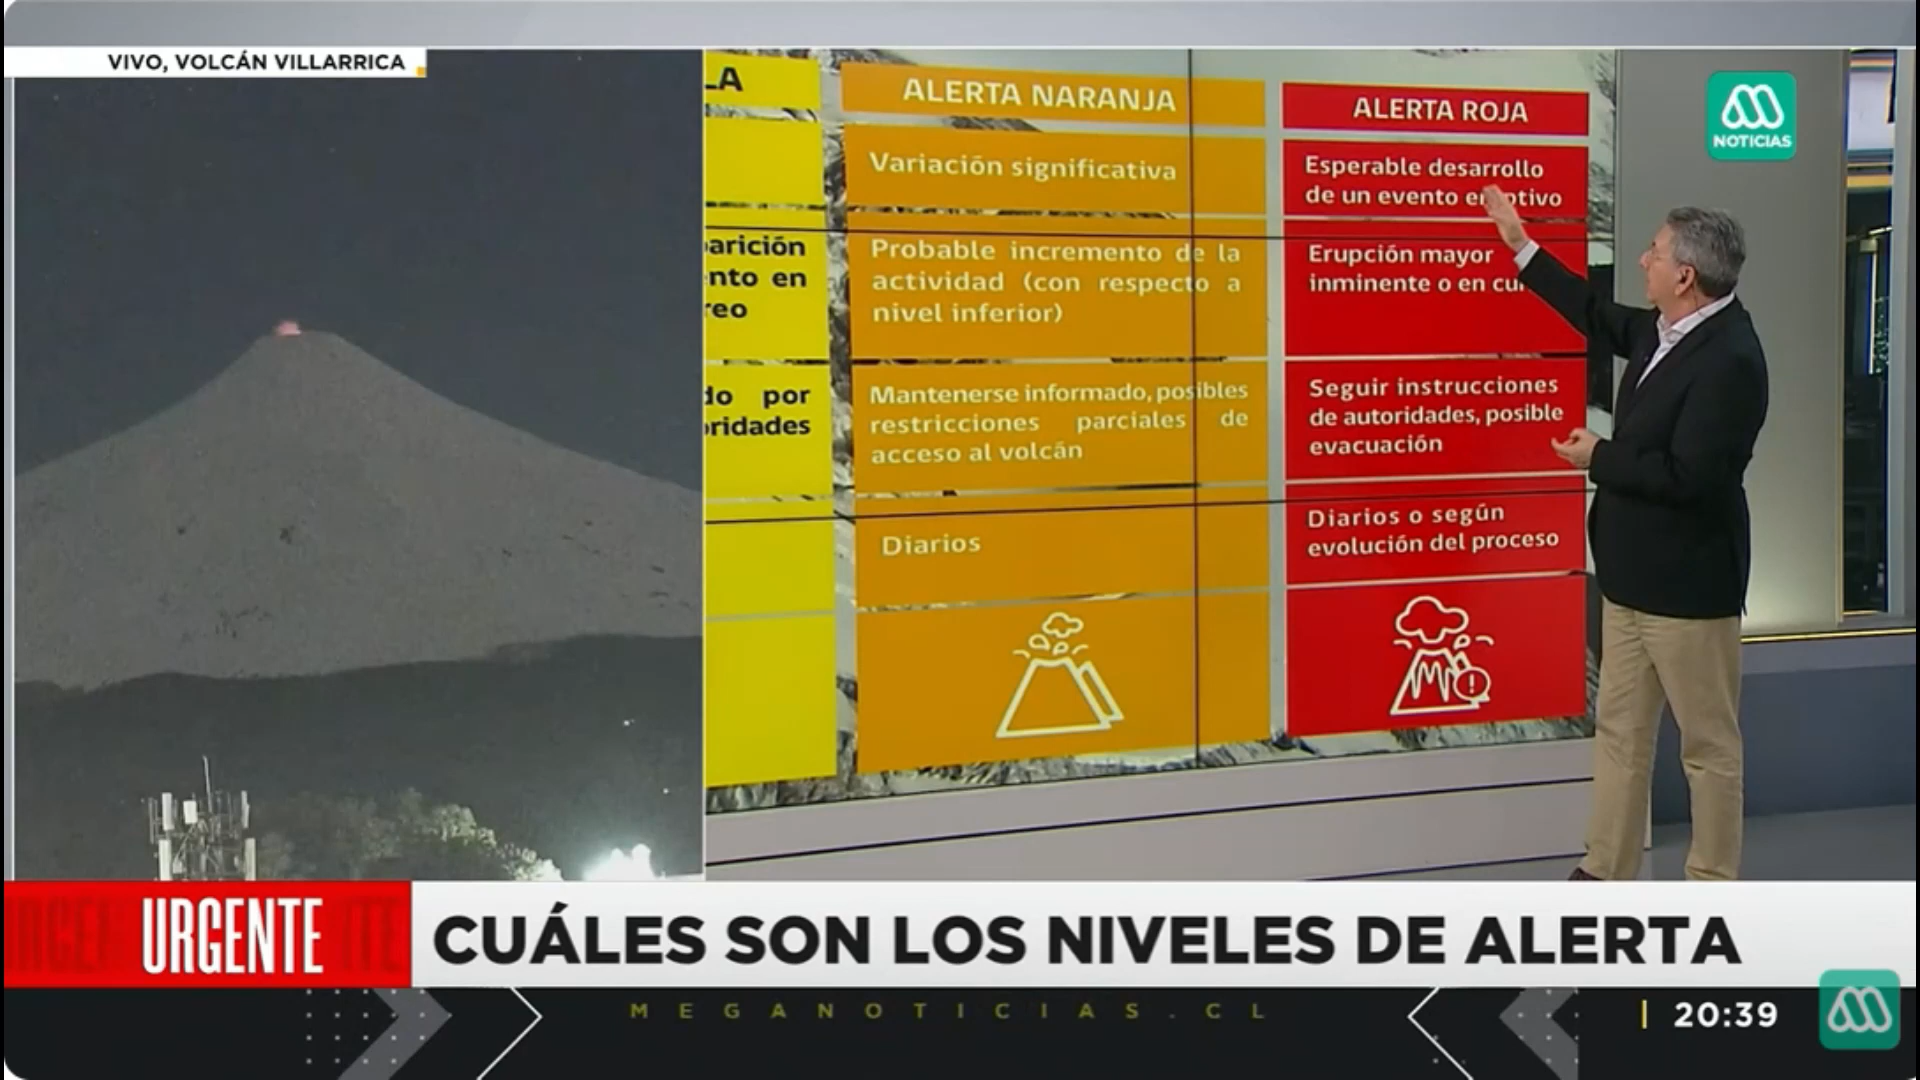 VIVO, VOLCÁN VILLARRICA
LA
ALERTA NARANJA
ALERTA ROJA
NOTICIAS
Variación significativa
Esperable desarrollo
de un evento
arición
nto en
reo
Probable incremento de la
actividad (con respecto a
nivel inferior)
Erupción mayor
inminente o en
do por
oridades
Mantenerse informado, posibles
restricciones parciales de
acceso al volcán
Seguir instrucciones
de autoridades, posible
evacuación
Diarios
Diarios o según
evolución del proceso
URGENTE
CUÁLES SON LOS NIVELES DE ALERTA
MEGANOTICIAS.CL
20:39